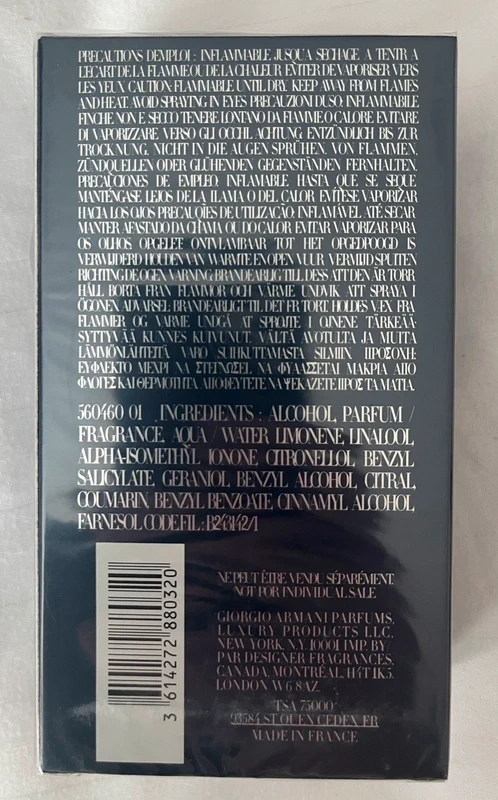 PRECAUTIONS D'EMPLOI : INFLAMMABLE JUSQU'A SECHAGE. A TENIR A
L'ECART DE LA FLAMME OU DE LA CHALEUR. EVITER DE VAPORISER VERS
LES YEUX. CAUTION: FLAMMABLE UNTIL DRY. KEEP AWAY FROM FLAMES
AND HEAT. AVOID SPRAYING IN EYES. PRECAUZIONI D'USO: INFIAMMABILE
FINCHE NON E SECCO. TENERE LONTANO DA FIAMME O CALORE. EVITARE
DI VAPORIZZARE VERSO GLI OCCHI. ACHTUNG: ENTZÜNDLICH BIS ZUR
TROCKNUNG. NICHT IN DIE AUGEN SPRÜHEN. VON FLAMMEN,
ZÜNDQUELLEN ODER GLÜHENDEN GEGENSTÄNDEN FERNHALTEN.
PRECAUCIONES DE EMPLEO: INFLAMABLE HASTA QUE SE SEQUE
MANTÉNGASE LEJOS DE LA LLAMA O DEL CALOR. EVÍTESE VAPORIZAR
HACIA LOS OJOS. PRECAUÇÕES DE UTILIZACÃO: INFLAMÁVEL ATÉ SECAR
MANTER AFASTADO DA CHAMA OU DO CALOR. EVITAR VAPORIZAR PARA
OS OLHOS. OPGELET: ONTVLAMBAAR TOT HET OPGEDROOGD IS
VERWIJDERD HOUDEN VAN WARMTE EN OPEN VUUR. VERMIJD SPUITEN
RICHTING DE OGEN. VARNING: BRANDFARLIG TILL DESS ATT DEN ÄR TORR
HÅLL BORTA FRÅN FLAMMOR OCH VÄRME. UNDVIK ATT SPRAYA I
ÖGONEN. ADVARSEL: BRANDFARLIGT TIL DET ER TØRT. HOLDES VÆK FRA
FLAMMER OG VARME. UNDGÅ AT SPRØJTE I ØJNENE. TÄRKEÄÄ:
SYTTYVÄÄ KUNNES KUIVUNUT. VÄLTÄ AVOTULTA JA MUITA
LÄMMÖNLÄHTEITÄ. VARO SUIHKUTTAMASTA SILMIIN. ΠΡΟΣΟΧΗ:
ΕΥΦΛΕΚΤΟ ΜΕΧΡΙ ΝΑ ΣΤΕΓΝΩΣΕΙ. ΝΑ ΦΥΛΑΣΣΕΤΑΙ ΜΑΚΡΙΑ ΑΠΟ
ΦΛΟΓΕΣ ΚΑΙ ΘΕΡΜΟΤΗΤΑ. ΑΠΟΦΕΥΓΕΤΕ ΝΑ ΨΕΚΑΖΕΤΕ ΠΡΟΣ ΤΑ ΜΑΤΙΑ.
560460 01 INGREDIENTS : ALCOHOL, PARFUM /
FRAGRANCE, AQUA / WATER, LIMONENE, LINALOOL,
ALPHA-ISOMETHYL IONONE, CITRONELLOL, BENZYL
SALICYLATE, GERANIOL, BENZYL ALCOHOL, CITRAL,
COUMARIN, BENZYL BENZOATE, CINNAMYL ALCOHOL,
FARNESOL. CODE F.I.L. : B243142/1
NE PEUT ÊTRE VENDU SÉPARÉMENT.
NOT FOR INDIVIDUAL SALE
GIORGIO ARMANI PARFUMS,
LUXURY PRODUCTS LLC,
NEW YORK, N.Y. 10001 IMP. BY/
PAR DESIGNER FRAGRANCES,
CANADA, MONTRÉAL, H4T 1K5.
LONDON W6 8AZ.
TSA 75000
93584 ST OUEN CEDEX, FR
MADE IN FRANCE
3 614272 880320